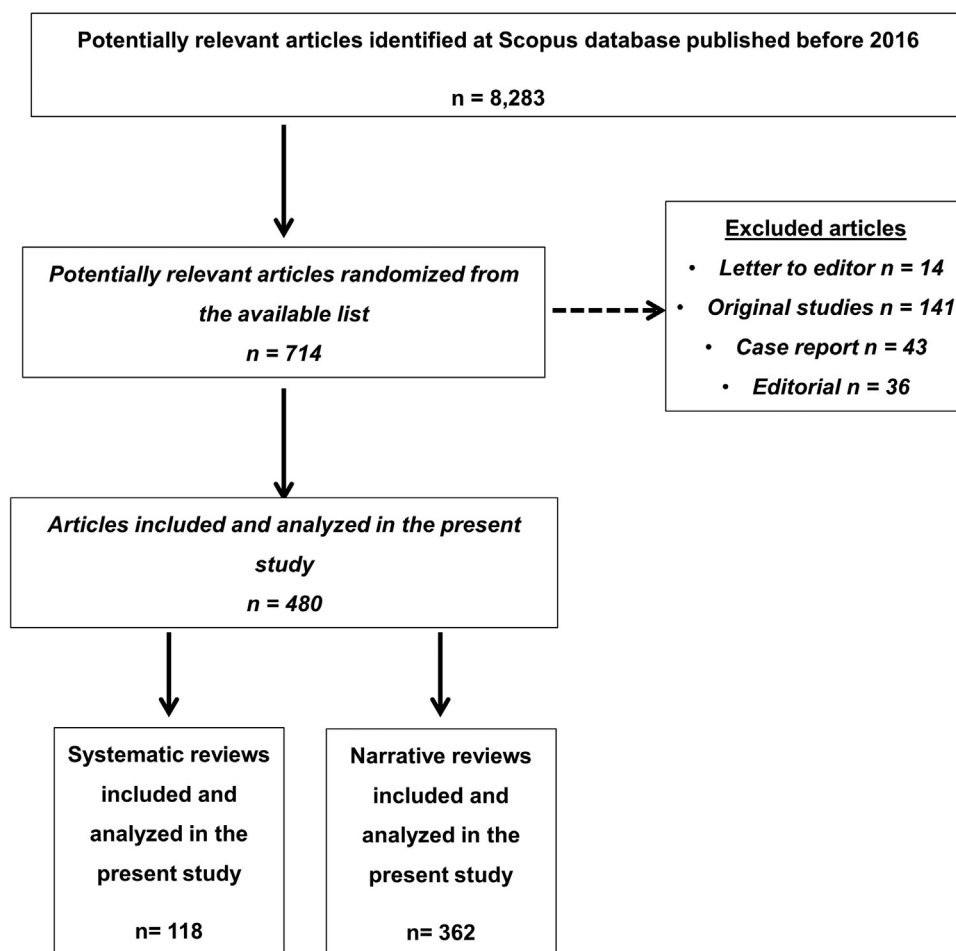 Potentially relevant articles identified at Scopus database published before 2016
n = 8,283
Potentially relevant articles randomized from
the available list
n = 714
Excluded articles
• Letter to editor n = 14
• Original studies n = 141
• Case report n = 43
• Editorial n = 36
Articles included and analyzed in the present
study
n = 480
Systematic reviews
included and
analyzed in the
present study
n= 118
Narrative reviews
included and
analyzed in the
present study
n= 362